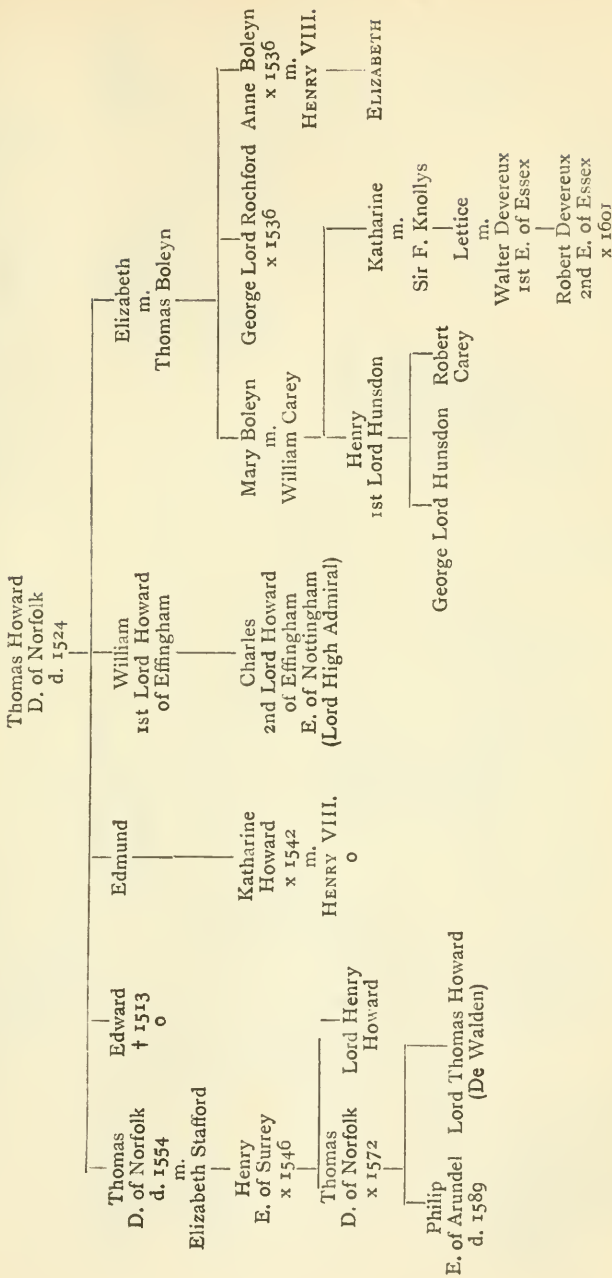 Thomas Howard
D. of Norfolk
d. 1524
Thomas
D. of Norfolk
d. 1554
m.
Elizabeth Stafford
Edward
† 1513
o
Edmund
William
1st Lord Howard
of Effingham
Elizabeth
m.
Thomas Boleyn
Henry
E. of Surrey
x 1546
Katharine
Howard
x 1542
m.
HENRY VIII.
o
Charles
2nd Lord Howard
of Effingham
E. of Nottingham
(Lord High Admiral)
Mary Boleyn
m.
William Carey
George Lord Rochford
x 1536
Anne Boleyn
x 1536
m.
HENRY VIII.
Thomas
D. of Norfolk
x 1572
Lord Henry
Howard
Henry
1st Lord Hunsdon
Katharine
m.
Sir F. Knollys
ELIZABETH
Philip
E. of Arundel
d. 1589
Lord Thomas Howard
(De Walden)
George Lord Hunsdon
Robert
Carey
Lettice
m.
Walter Devereux
1st E. of Essex
Robert Devereux
2nd E. of Essex
x 1601